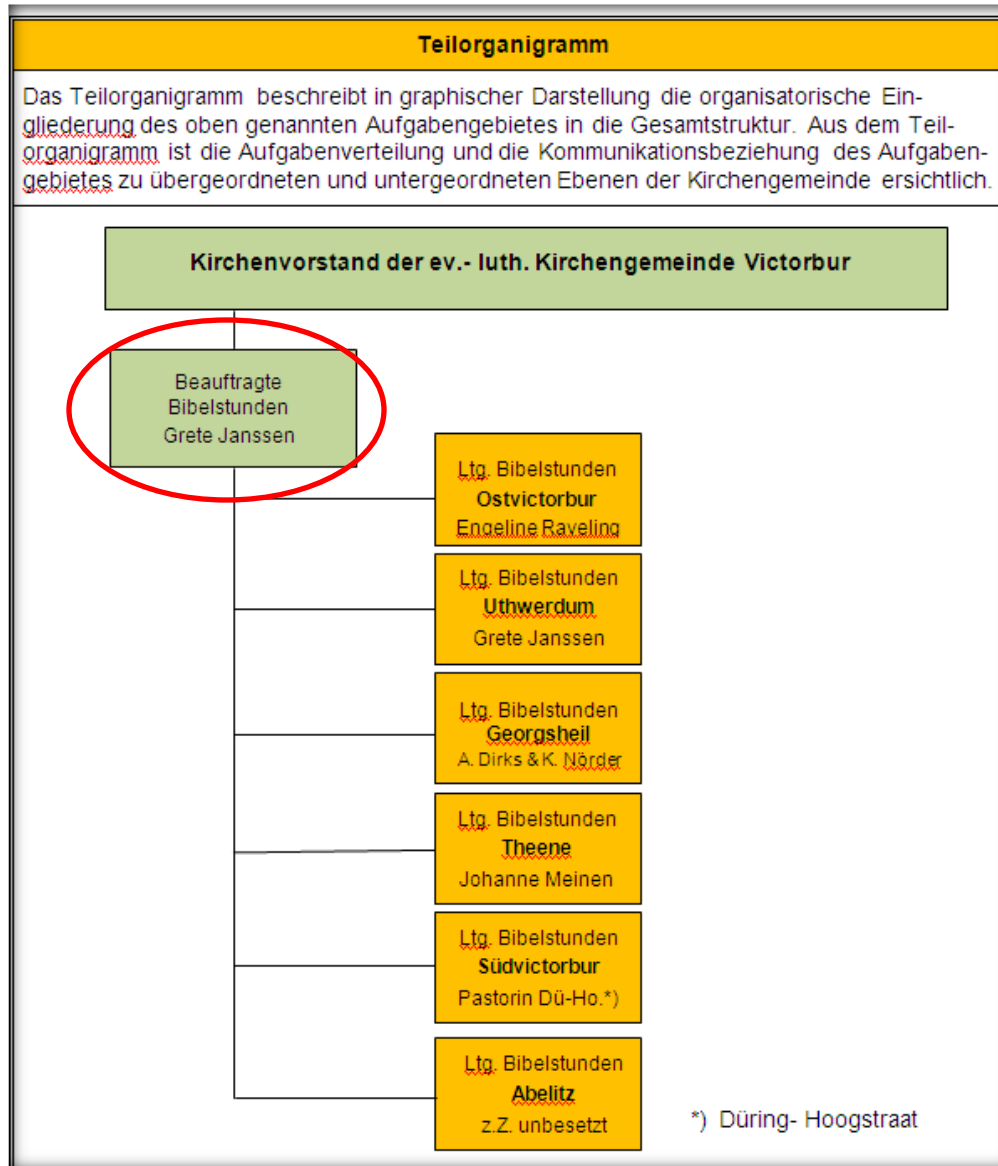 Teilorganigramm
Das Teilorganigramm beschreibt in graphischer Darstellung die organisatorische Ein-
gliederung des oben genannten Aufgabengebietes in die Gesamtstruktur. Aus dem Teil-
organigramm ist die Aufgabenverteilung und die Kommunikationsbeziehung des Aufgaben-
gebietes zu übergeordneten und untergeordneten Ebenen der Kirchengemeinde ersichtlich.
Kirchenvorstand der ev.- luth. Kirchengemeinde Victorbur
Beauftragte
Bibelstunden
Grete Janssen
Ltg. Bibelstunden
Ostvictorbur
Engeline Raveling
Ltg. Bibelstunden
Uthwerdum
Grete Janssen
Ltg. Bibelstunden
Georgsheil
A. Dirks & K. Nörder
Ltg. Bibelstunden
Theene
Johanne Meinen
Ltg. Bibelstunden
Südvictorbur
Pastorin Dü-Ho.*)
Ltg. Bibelstunden
Abelitz
z.Z. unbesetzt
*) Düring- Hoogstraat